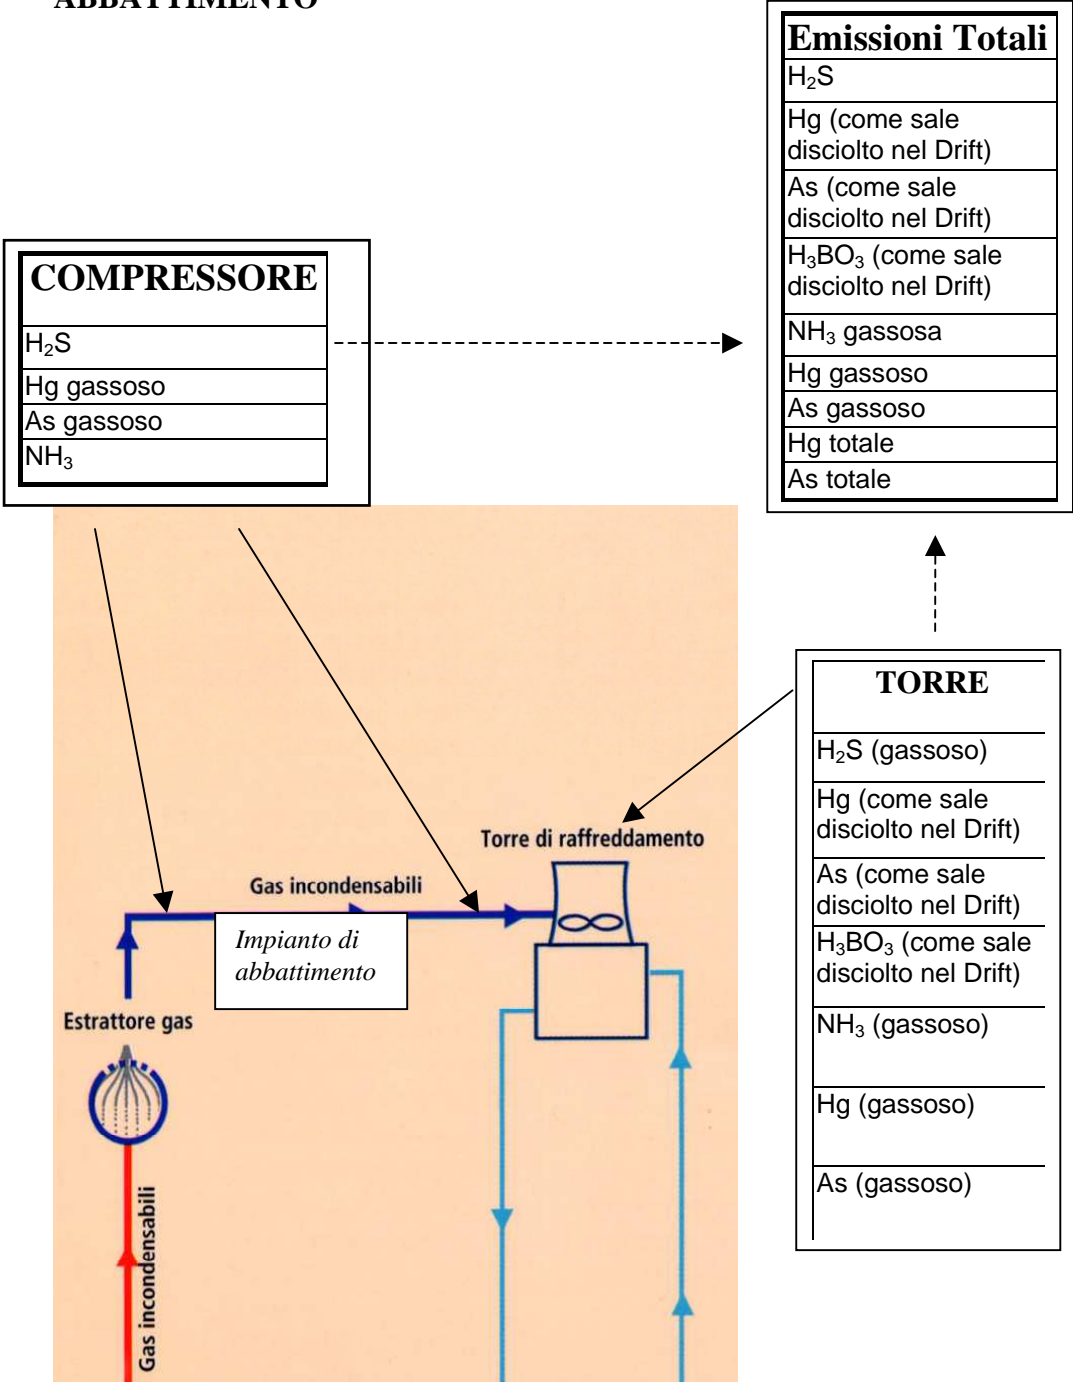 ABBATTIMENTO
Emissioni Totali
H₂S
Hg (come sale
disciolto nel Drift)
As (come sale
disciolto nel Drift)
H₃BO₃ (come sale
disciolto nel Drift)
NH₃ gassosa
Hg gassoso
As gassoso
Hg totale
As totale
COMPRESSORE
H₂S
Hg gassoso
As gassoso
NH₃
TORRE
H₂S (gassoso)
Hg (come sale
disciolto nel Drift)
As (come sale
disciolto nel Drift)
H₃BO₃ (come sale
disciolto nel Drift)
NH₃ (gassoso)
Hg (gassoso)
As (gassoso)
Torre di raffreddamento
Gas incondensabili
Impianto di
abbattimento
Estrattore gas
Gas incondensabili